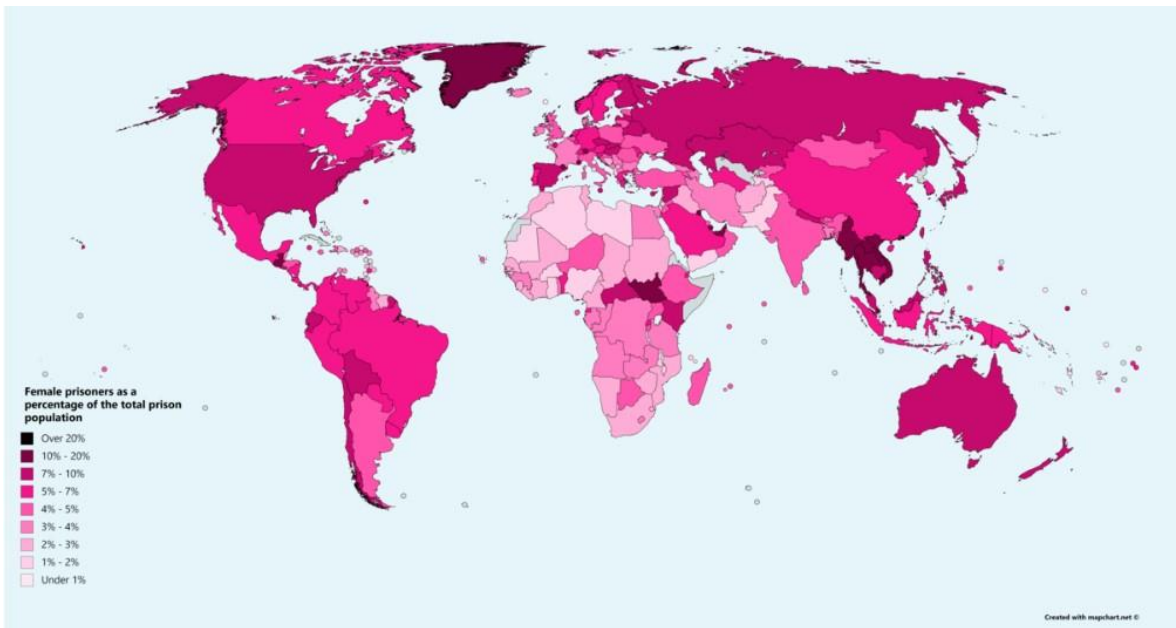 Female prisoners as a
percentage of the total prison
population
Over 20%
10% - 20%
7% - 10%
5% - 7%
4% - 5%
3% - 4%
2% - 3%
1% - 2%
Under 1%
Created with mapchart.net ©